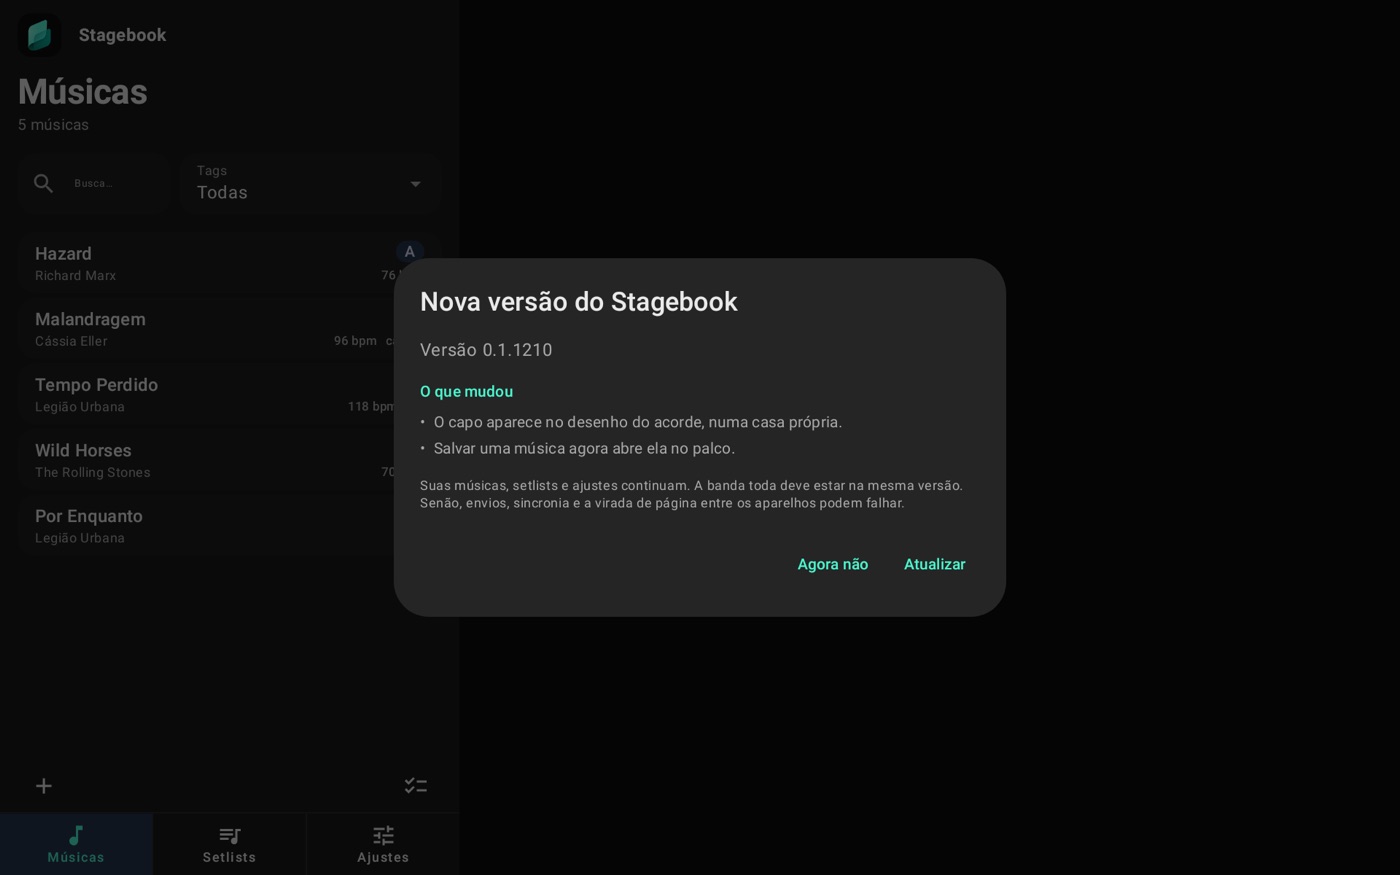 Stagebook
Músicas
5 músicas
Busca...
Tags
Todas
Hazard
A
Richard Marx
76
Malandragem
Cássia Eller
96 bpm
Tempo Perdido
Legião Urbana
118 bpm
Wild Horses
The Rolling Stones
70
Por Enquanto
Legião Urbana
Nova versão do Stagebook
Versão 0.1.1210
O que mudou
• O capo aparece no desenho do acorde, numa casa própria.
• Salvar uma música agora abre ela no palco.
Suas músicas, setlists e ajustes continuam. A banda toda deve estar na mesma versão.
Senão, envios, sincronia e a virada de página entre os aparelhos podem falhar.
Agora não
Atualizar
Músicas
Setlists
Ajustes